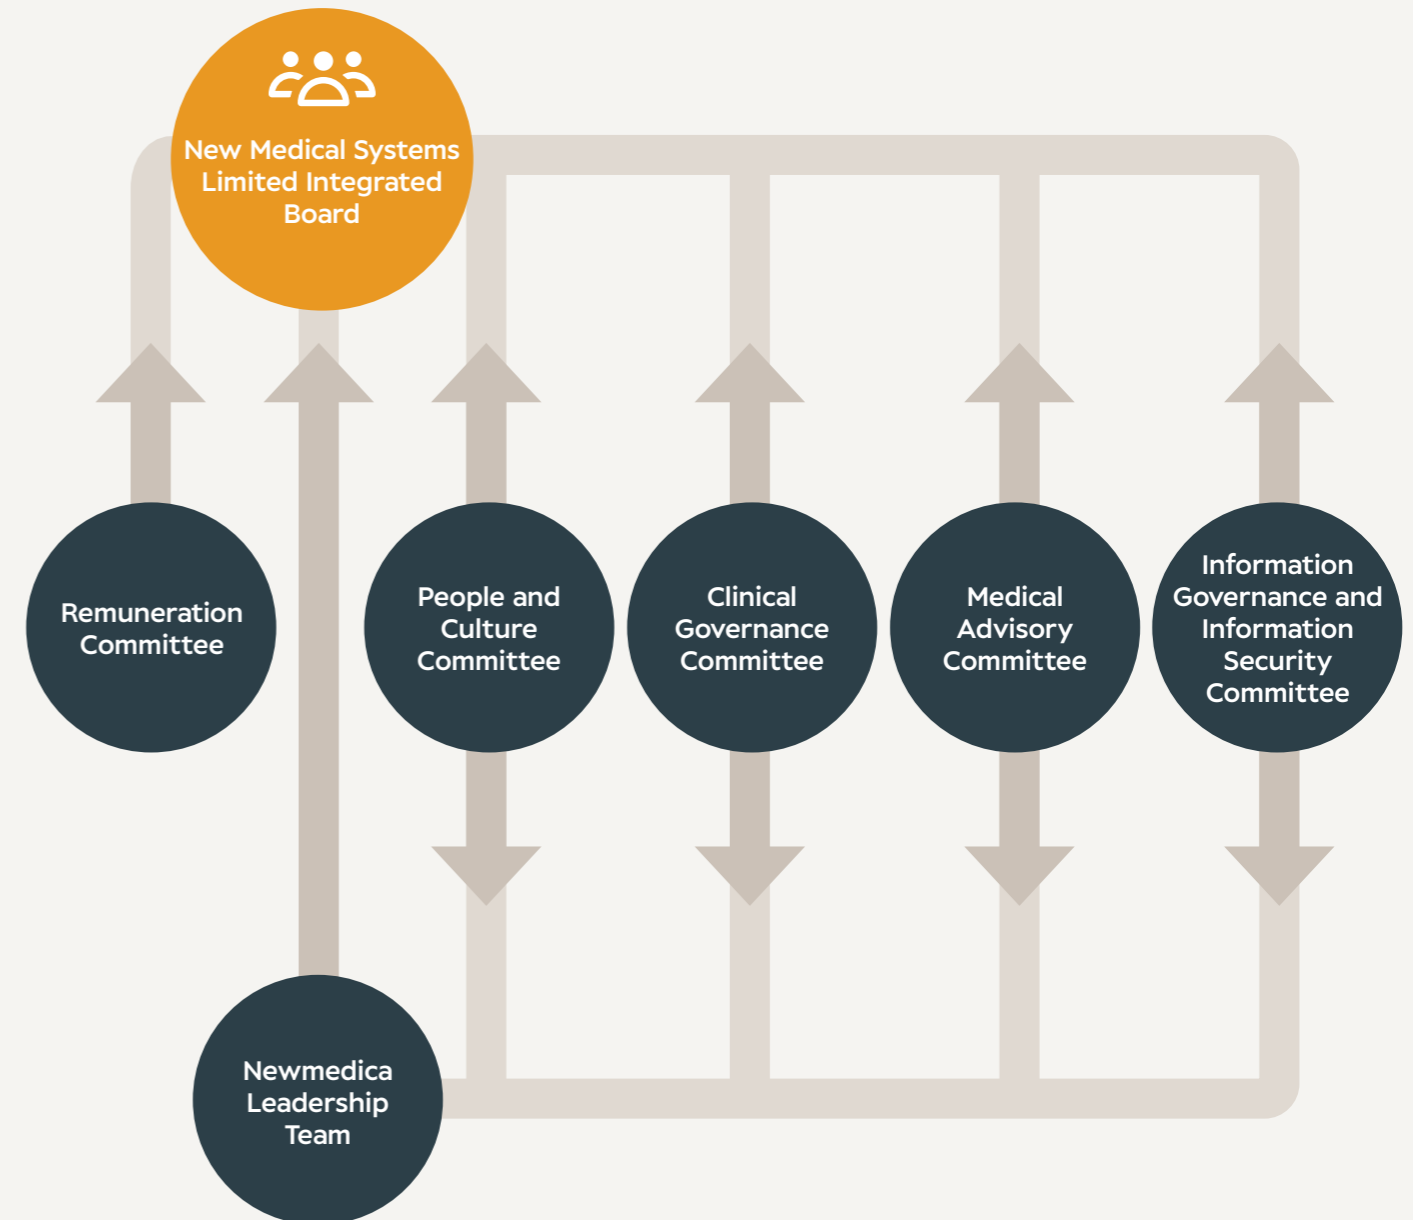 New Medical Systems
Limited Integrated
Board
Remuneration
Committee
People and
Culture
Committee
Clinical
Governance
Committee
Medical
Advisory
Committee
Information
Governance and
Information
Security
Committee
Newmedica
Leadership
Team